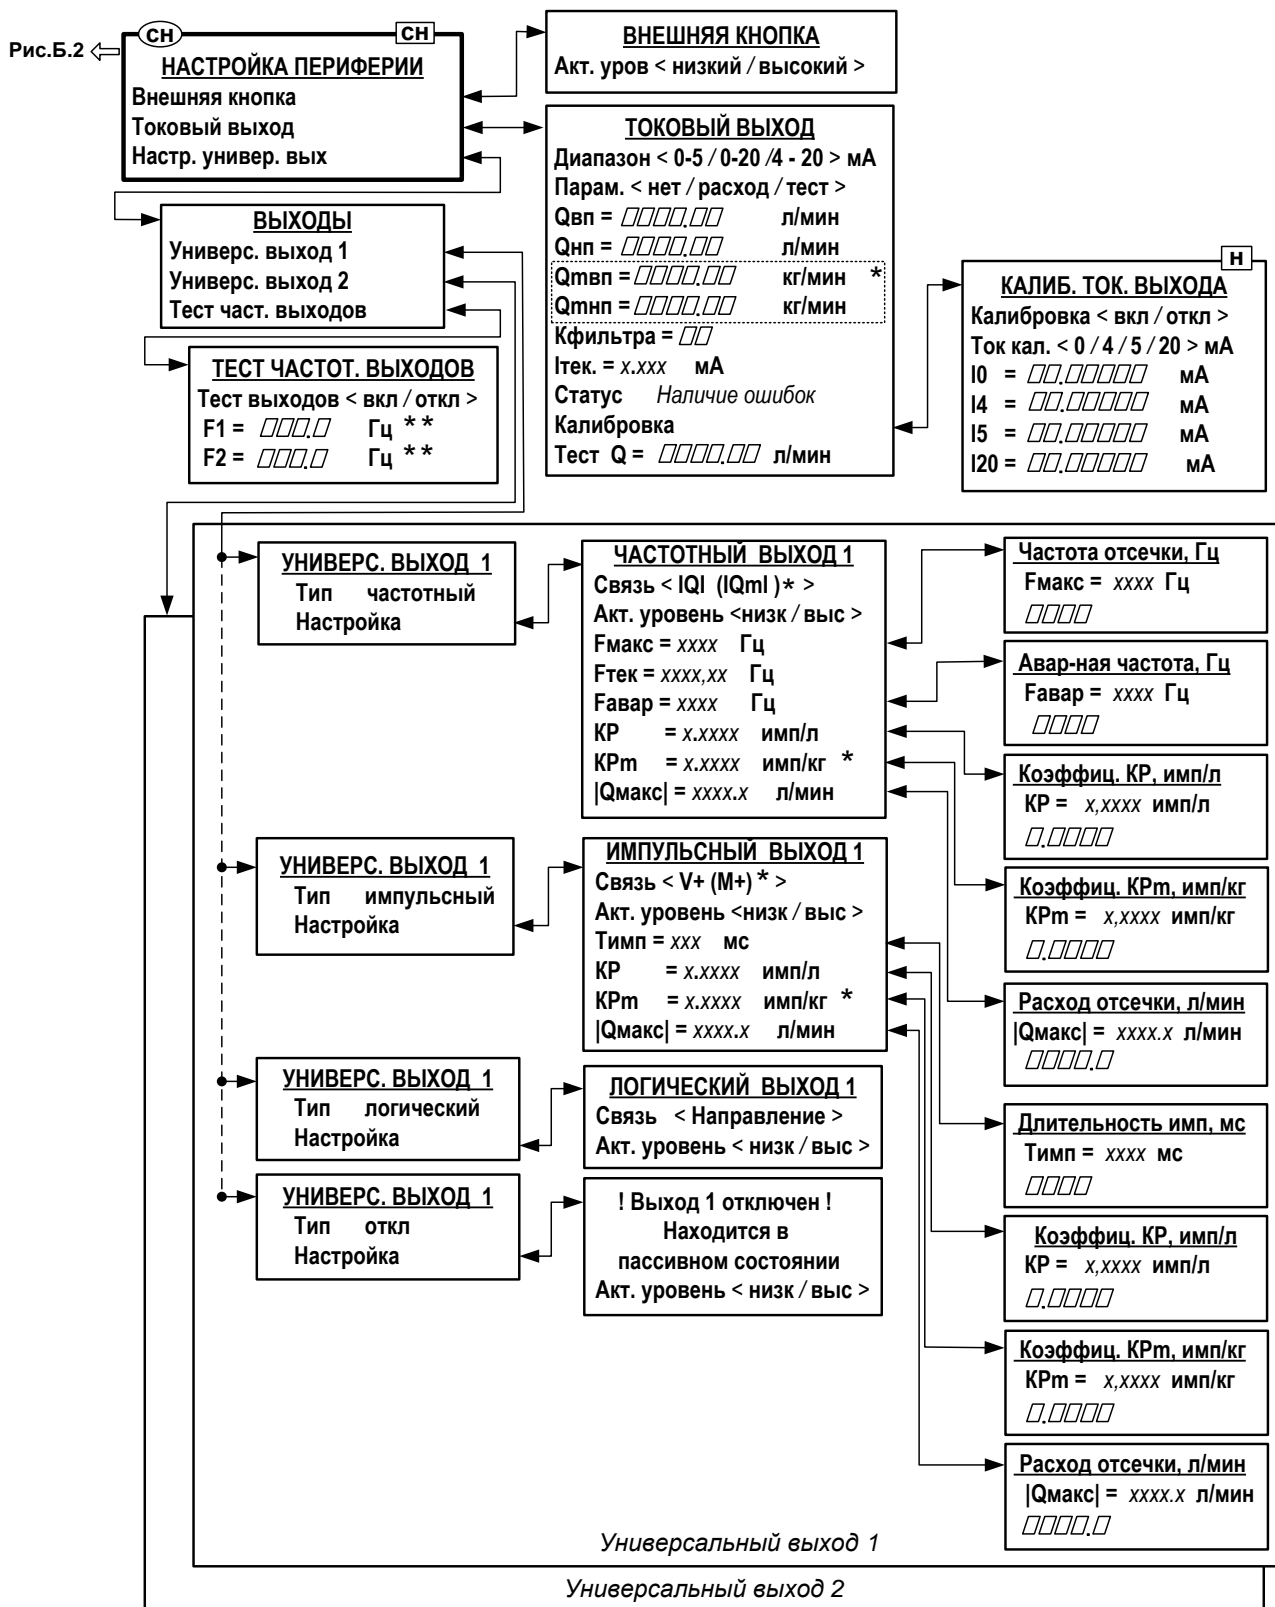 Рис.Б.2
СН
СН
НАСТРОЙКА ПЕРИФЕРИИ
Внешняя кнопка
Токовый выход
Настр. универ. вых
ВНЕШНЯЯ КНОПКА
Акт. уров < низкий / высокий >
ТОКОВЫЙ ВЫХОД
Диапазон < 0-5 / 0-20 /4 - 20 > мА
Парам. < нет / расход / тест >
Qвп = ▯▯▯▯.▯▯ л/мин
Qнп = ▯▯▯▯.▯▯ л/мин
Qmвп = ▯▯▯▯.▯▯ кг/мин *
Qmнп = ▯▯▯▯.▯▯ кг/мин
Кфильтра = ▯▯
Iтек. = x.xxx мА
Статус Наличие ошибок
Калибровка
Тест Q = ▯▯▯▯.▯▯ л/мин
Н
КАЛИБ. ТОК. ВЫХОДА
Калибровка < вкл / откл >
Ток кал. < 0 / 4 / 5 / 20 > мА
I0 = ▯▯.▯▯▯▯▯ мА
I4 = ▯▯.▯▯▯▯▯ мА
I5 = ▯▯.▯▯▯▯▯ мА
I20 = ▯▯.▯▯▯▯▯ мА
ВЫХОДЫ
Универс. выход 1
Универс. выход 2
Тест част. выходов
ТЕСТ ЧАСТОТ. ВЫХОДОВ
Тест выходов < вкл / откл >
F1 = ▯▯▯.▯ Гц * *
F2 = ▯▯▯.▯ Гц * *
УНИВЕРС. ВЫХОД 1
Тип частотный
Настройка
ЧАСТОТНЫЙ ВЫХОД 1
Связь < IQI (IQmI )* >
Акт. уровень <низк / выс >
Fмакс = xxxx Гц
Fтек = xxxx,xx Гц
Fавар = xxxx Гц
КР = x.xxxx имп/л
КРm = x.xxxx имп/кг *
|Qмакс| = xxxx.x л/мин
Частота отсечки, Гц
Fмакс = xxxx Гц
▯▯▯▯
Авар-ная частота, Гц
Fавар = xxxx Гц
▯▯▯▯
Коэффиц. КР, имп/л
КР = x,xxxx имп/л
▯.▯▯▯▯
Коэффиц. КРm, имп/кг
КРm = x,xxxx имп/кг
▯.▯▯▯▯
Расход отсечки, л/мин
|Qмакс| = xxxx.x л/мин
▯▯▯▯.▯
УНИВЕРС. ВЫХОД 1
Тип импульсный
Настройка
ИМПУЛЬСНЫЙ ВЫХОД 1
Связь < V+ (M+) * >
Акт. уровень <низк / выс >
Тимп = xxx мс
КР = x.xxxx имп/л
КРm = x.xxxx имп/кг *
|Qмакс| = xxxx.x л/мин
Длительность имп, мс
Тимп = xxxx мс
▯▯▯▯
Коэффиц. КР, имп/л
КР = x,xxxx имп/л
▯.▯▯▯▯
Коэффиц. КРm, имп/кг
КРm = x,xxxx имп/кг
▯.▯▯▯▯
Расход отсечки, л/мин
|Qмакс| = xxxx.x л/мин
▯▯▯▯.▯
УНИВЕРС. ВЫХОД 1
Тип логический
Настройка
ЛОГИЧЕСКИЙ ВЫХОД 1
Связь < Направление >
Акт. уровень < низк / выс >
УНИВЕРС. ВЫХОД 1
Тип откл
Настройка
! Выход 1 отключен !
Находится в
пассивном состоянии
Акт. уровень < низк / выс >
Универсальный выход 1
Универсальный выход 2